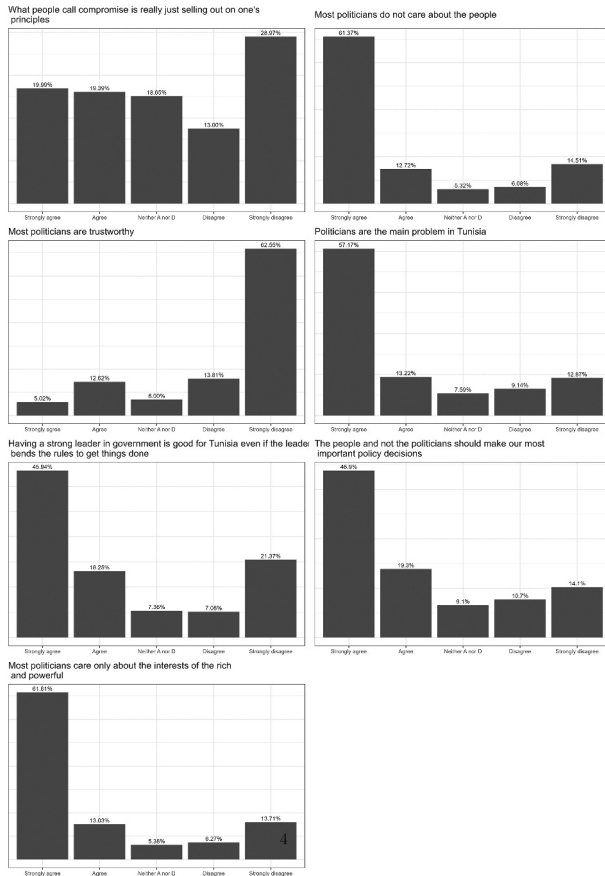 What people call compromise is really just selling out on one's
principles
28.97%
19.99%
19.39%
18.65%
13.00%
Strongly agree Agree Neither A nor D Disagree Strongly disagree
Most politicians do not care about the people
61.37%
12.72%
5.32%
6.08%
14.51%
Strongly agree Agree Neither A nor D Disagree Strongly disagree
Most politicians are trustworthy
62.55%
5.02%
12.62%
6.00%
13.81%
Strongly agree Agree Neither A nor D Disagree Strongly disagree
Politicians are the main problem in Tunisia
57.17%
13.22%
7.59%
9.14%
12.87%
Strongly agree Agree Neither A nor D Disagree Strongly disagree
Having a strong leader in government is good for Tunisia even if the leader
bends the rules to get things done
45.94%
18.25%
7.36%
7.08%
21.37%
Strongly agree Agree Neither A nor D Disagree Strongly disagree
The people and not the politicians should make our most
important policy decisions
46.9%
19.3%
9.1%
10.7%
14.1%
Strongly agree Agree Neither A nor D Disagree Strongly disagree
Most politicians care only about the interests of the rich
and powerful
61.61%
13.03%
5.38%
6.27%
13.71%
4
Strongly agree Agree Neither A nor D Disagree Strongly disagree